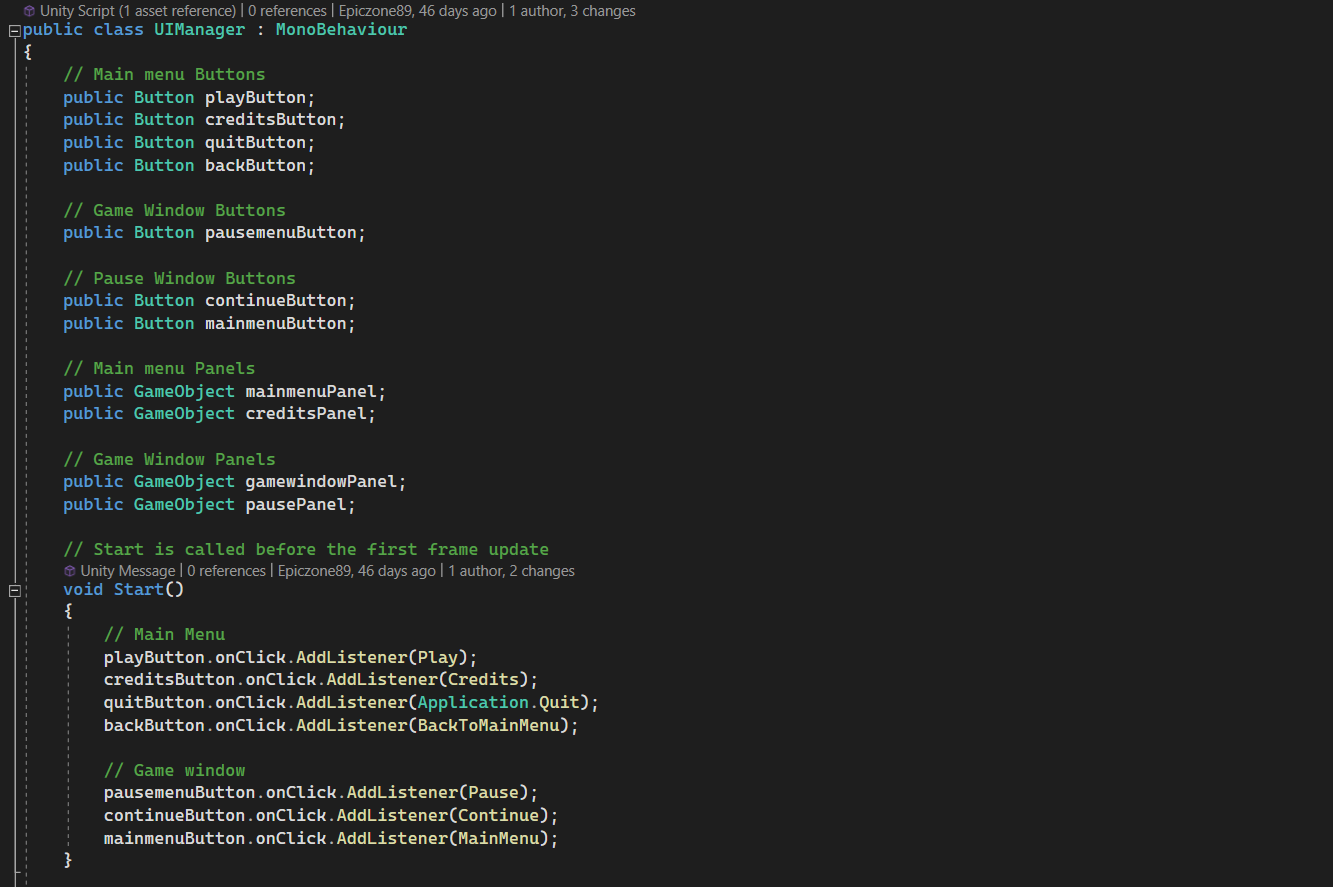 Unity Script (1 asset reference) | 0 references | Epiczone89, 46 days ago | 1 author, 3 changes
public class UIManager : MonoBehaviour
{
// Main menu Buttons
public Button playButton;
public Button creditsButton;
public Button quitButton;
public Button backButton;
// Game Window Buttons
public Button pausemenuButton;
// Pause Window Buttons
public Button continueButton;
public Button mainmenuButton;
// Main menu Panels
public GameObject mainmenuPanel;
public GameObject creditsPanel;
// Game Window Panels
public GameObject gamewindowPanel;
public GameObject pausePanel;
// Start is called before the first frame update
Unity Message | 0 references | Epiczone89, 46 days ago | 1 author, 2 changes
void Start()
{
// Main Menu
playButton.onClick.AddListener(Play);
creditsButton.onClick.AddListener(Credits);
quitButton.onClick.AddListener(Application.Quit);
backButton.onClick.AddListener(BackToMainMenu);
// Game window
pausemenuButton.onClick.AddListener(Pause);
continueButton.onClick.AddListener(Continue);
mainmenuButton.onClick.AddListener(MainMenu);
}